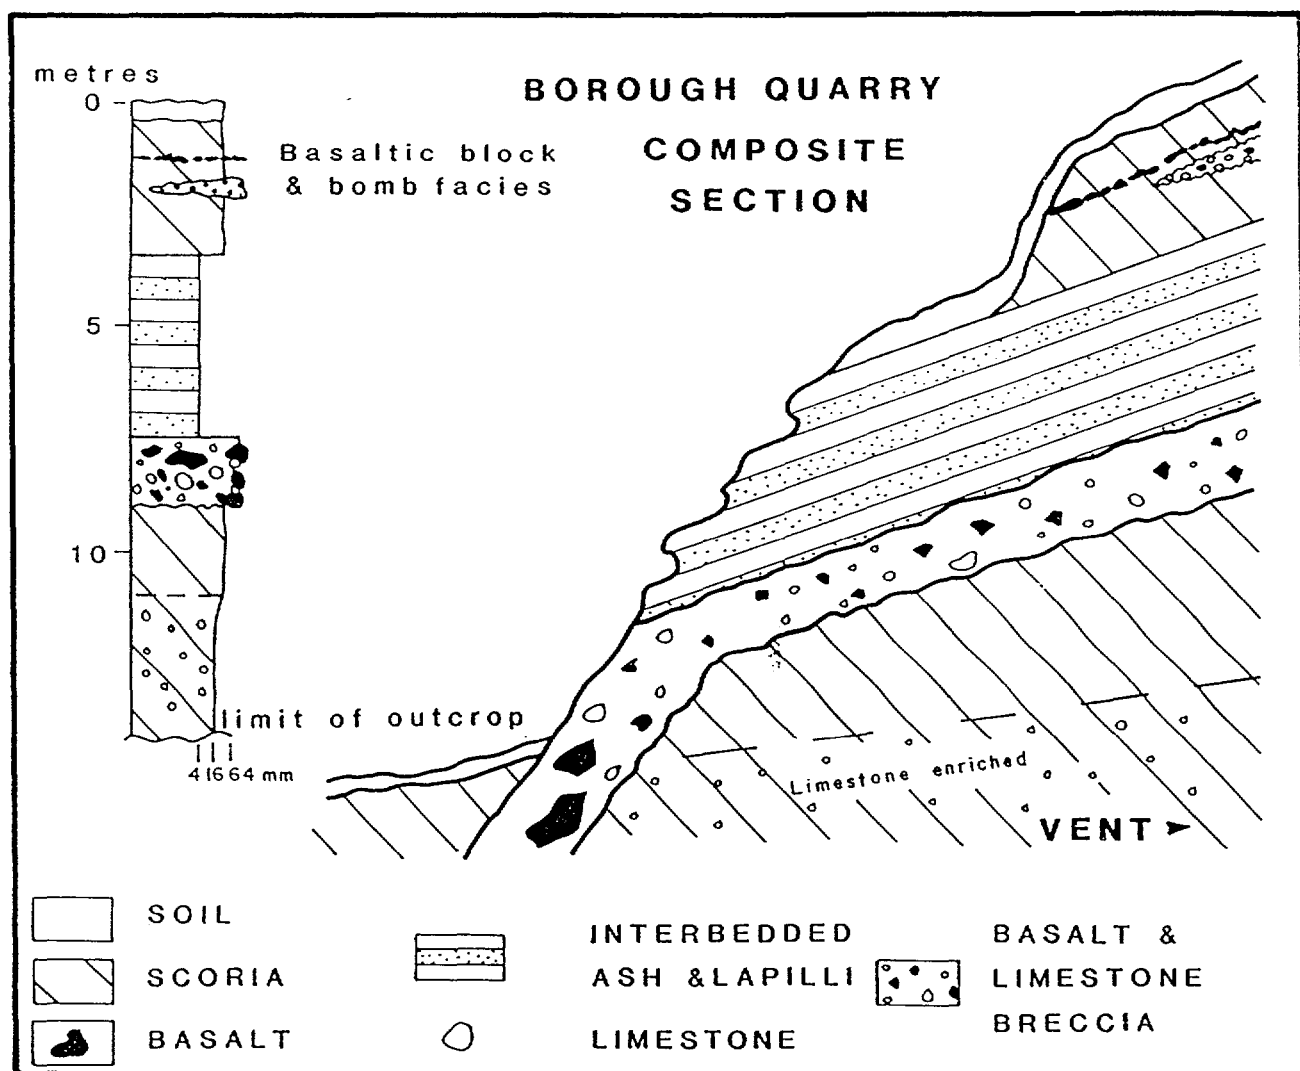 metres
0
BOROUGH QUARRY
COMPOSITE
SECTION
Basaltic block
& bomb facies
5
10
limit of outcrop
4 16 64 mm
Limestone enriched
VENT
SOIL
SCORIA
BASALT
INTERBEDDED
ASH & LAPILLI
LIMESTONE
BASALT &
LIMESTONE
BRECCIA